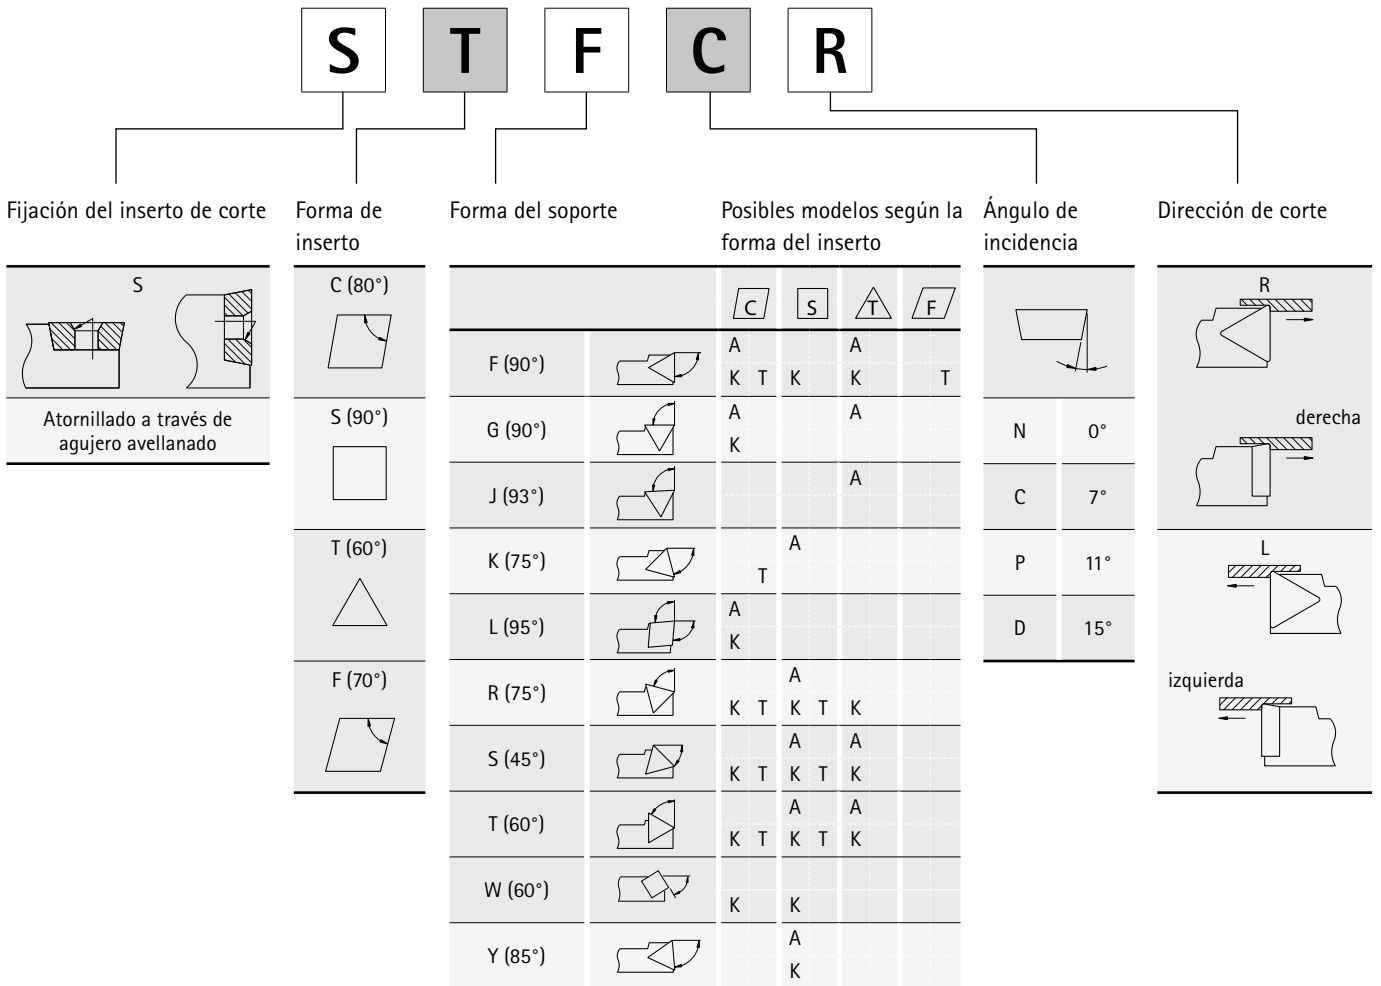 S T F C R
Fijación del inserto de corte
Forma de
inserto
Forma del soporte
Posibles modelos según la
forma del inserto
Ángulo de
incidencia
Dirección de corte
S
Atornillado a través de
agujero avellanado
C (80°)
S (90°)
T (60°)
F (70°)
C S T F
F (90°)
A A
K T K K T
G (90°)
A A
K
J (93°)
A
K (75°)
A
T
L (95°)
A
K
R (75°)
A
K T K T K
S (45°)
A A
K T K T K
T (60°)
A A
K T K T K
W (60°)
K K
Y (85°)
A
K
N 0°
C 7°
P 11°
D 15°
R
derecha
L
izquierda